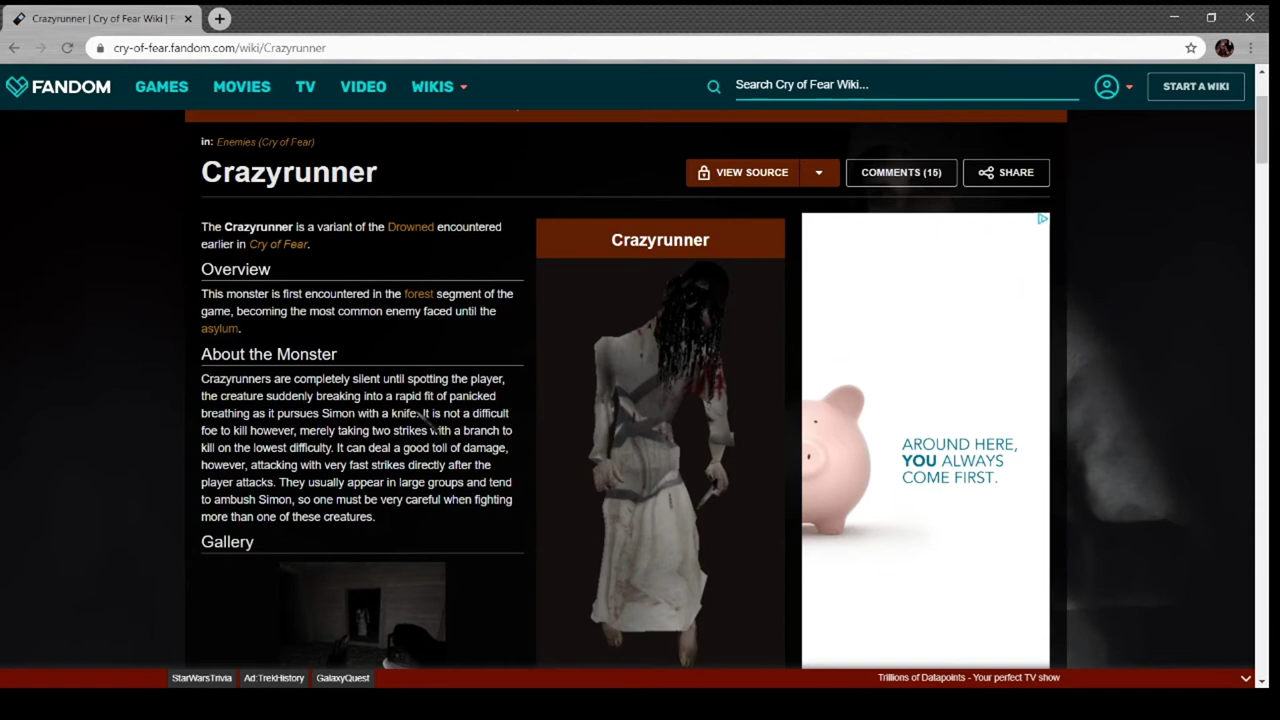 Crazyrunner | Cry of Fear Wiki | F
cry-of-fear.fandom.com/wiki/Crazyrunner
FANDOM GAMES MOVIES TV VIDEO WIKIS Search Cry of Fear Wiki... START A WIKI
in: Enemies (Cry of Fear)
Crazyrunner
VIEW SOURCE COMMENTS (15) SHARE
The Crazyrunner is a variant of the Drowned encountered
earlier in Cry of Fear.
Overview
This monster is first encountered in the forest segment of the
game, becoming the most common enemy faced until the
asylum.
About the Monster
Crazyrunners are completely silent until spotting the player,
the creature suddenly breaking into a rapid fit of panicked
breathing as it pursues Simon with a knife. It is not a difficult
foe to kill however, merely taking two strikes with a branch to
kill on the lowest difficulty. It can deal a good toll of damage,
however, attacking with very fast strikes directly after the
player attacks. They usually appear in large groups and tend
to ambush Simon, so one must be very careful when fighting
more than one of these creatures.
Gallery
Crazyrunner
AROUND HERE,
YOU ALWAYS
COME FIRST.
StarWarsTrivia Ad:TrekHistory GalaxyQuest Trillions of Datapoints - Your perfect TV show